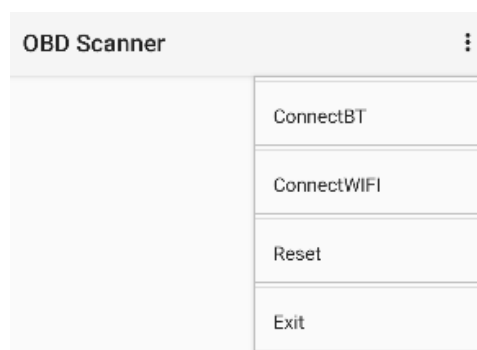 OBD Scanner
ConnectBT
ConnectWIFI
Reset
Exit